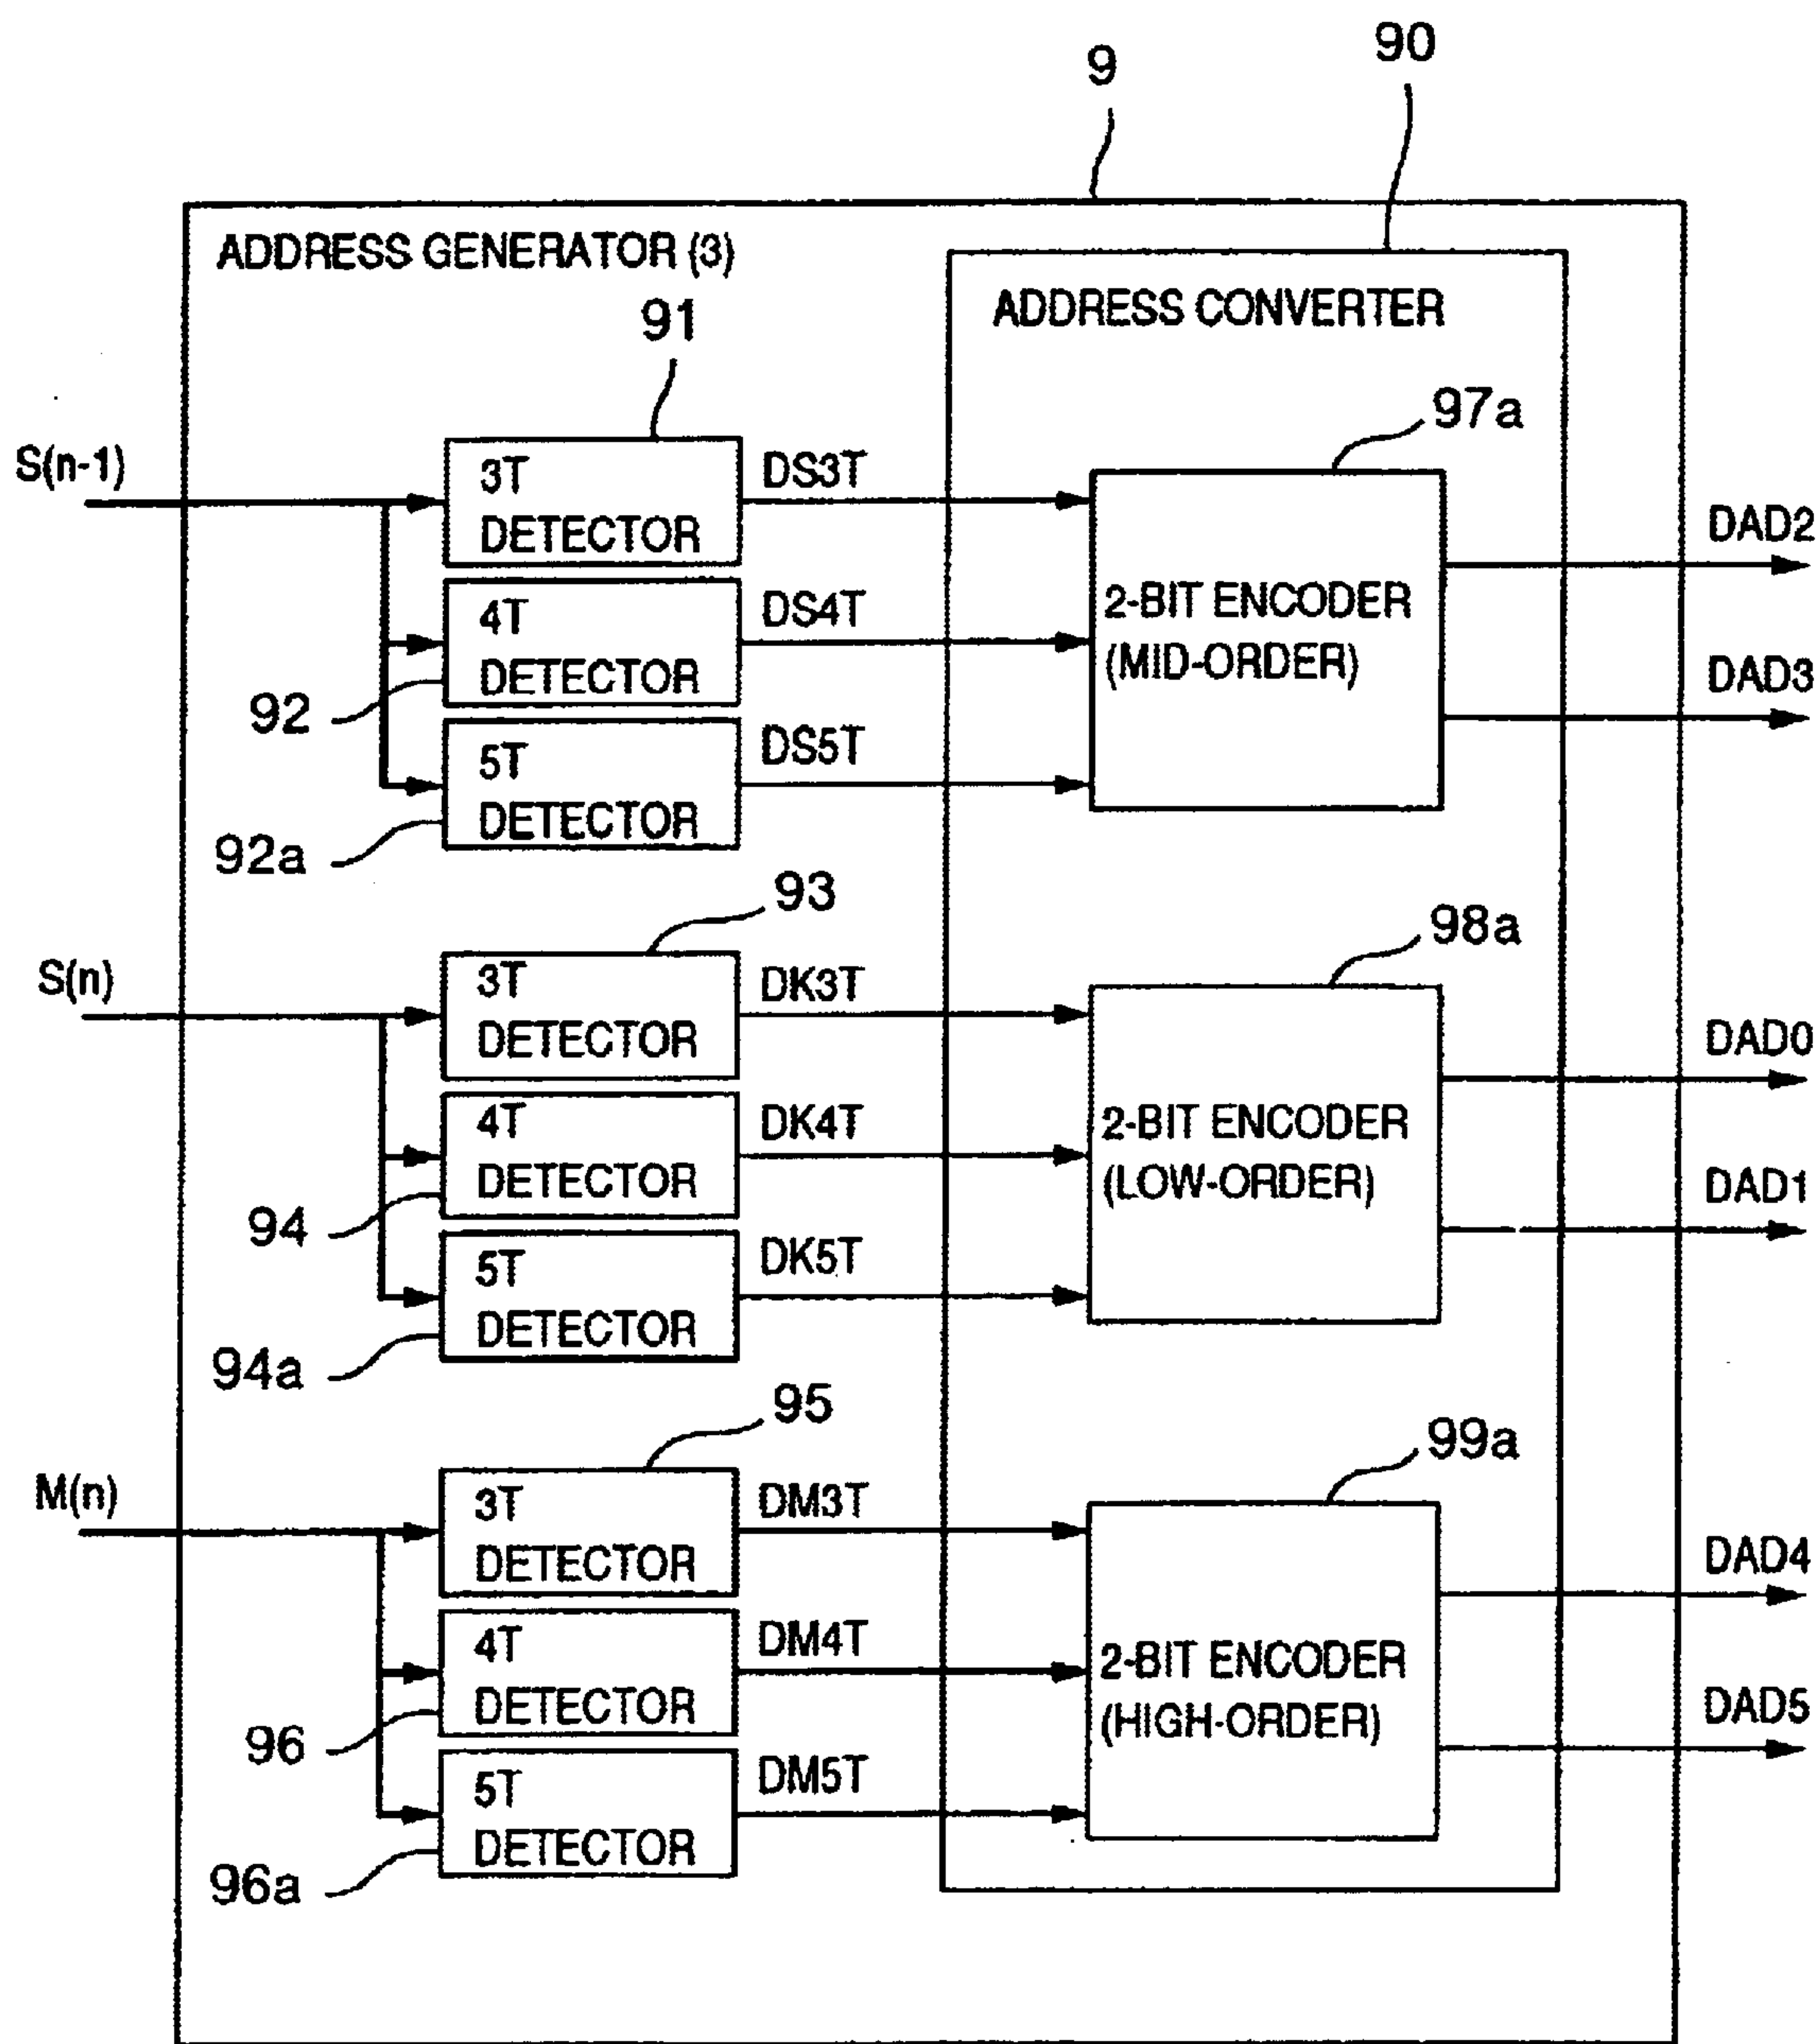 90
9
ADDRESS GENERATOR (3)
ADDRESS CONVERTER
91
97a
S(n-1)
3T
DETECTOR
DS3T
DAD2
4T
DETECTOR
DS4T
2-BIT ENCODER
(MID-ORDER)
DAD3
92
5T
DETECTOR
DS5T
92a
93
98a
S(n)
3T
DETECTOR
DK3T
DAD0
4T
DETECTOR
DK4T
2-BIT ENCODER
(LOW-ORDER)
DAD1
94
5T
DETECTOR
DK5T
94a
95
99a
M(n)
3T
DETECTOR
DM3T
DAD4
4T
DETECTOR
DM4T
2-BIT ENCODER
(HIGH-ORDER)
DAD5
96
5T
DETECTOR
DM5T
96a